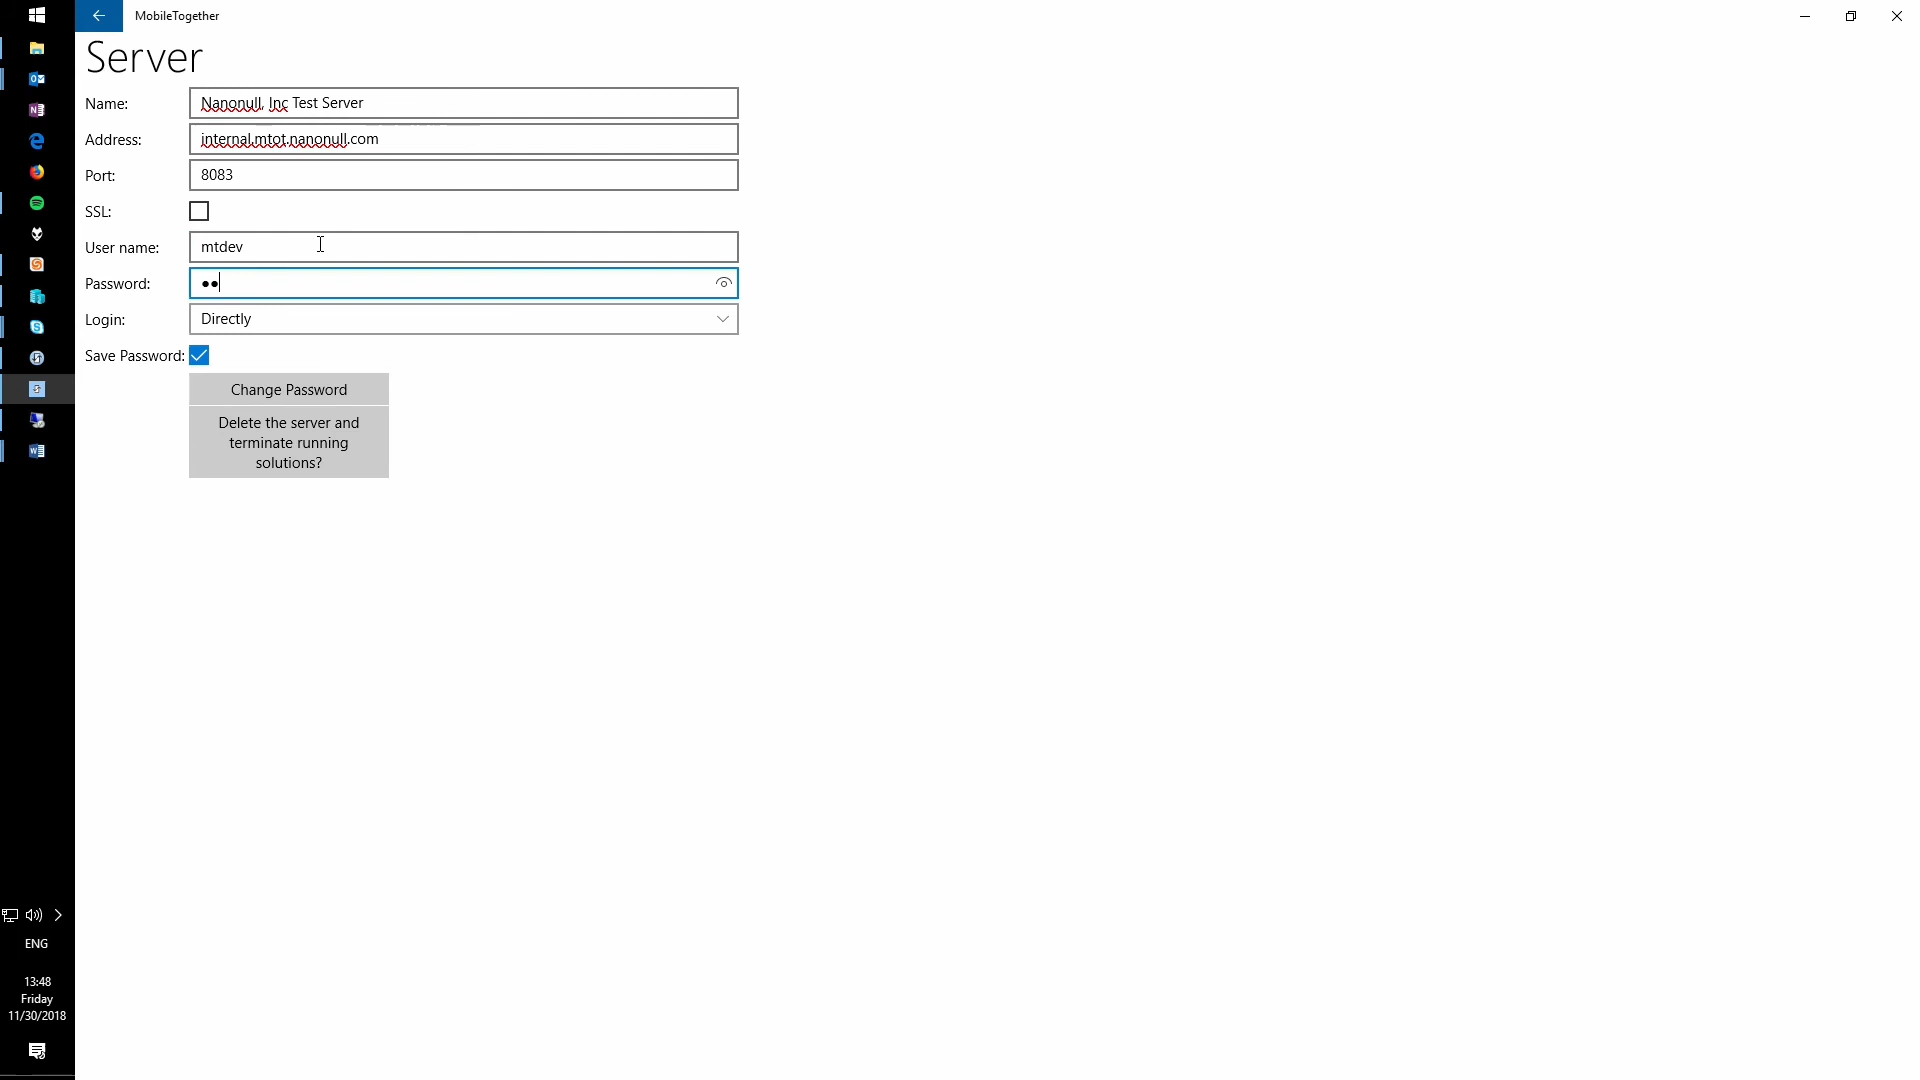 MobileTogether
Server
Name:
Nanonull, Inc Test Server
Address:
internal.mtot.nanonull.com
Port:
8083
SSL:
User name:
mtdev
Password:
●●
Login:
Directly
Save Password:
Change Password
Delete the server and
terminate running
solutions?
ENG
13:48
Friday
11/30/2018